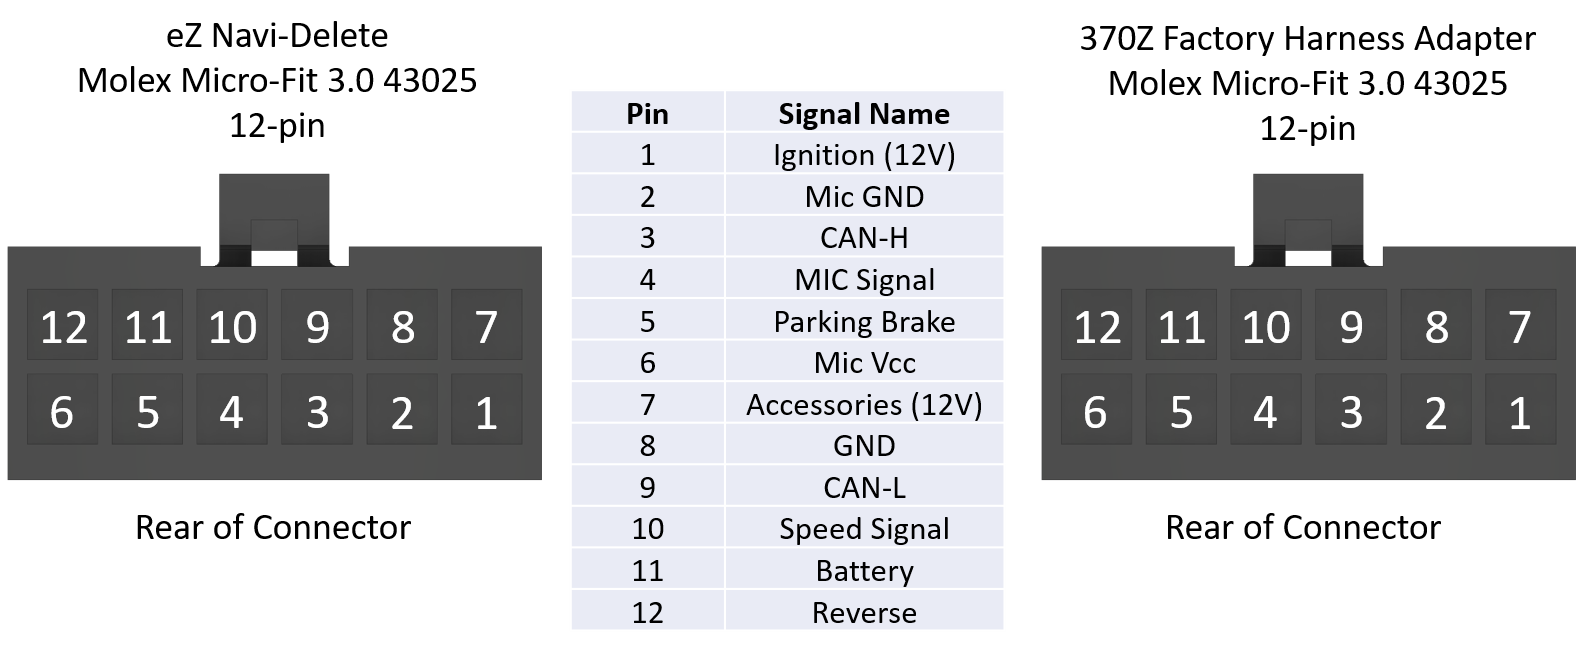 eZ Navi-Delete
Molex Micro-Fit 3.0 43025
12-pin
12 11 10 9 8 7
6 5 4 3 2 1
Rear of Connector
Pin Signal Name
1 Ignition (12V)
2 Mic GND
3 CAN-H
4 MIC Signal
5 Parking Brake
6 Mic Vcc
7 Accessories (12V)
8 GND
9 CAN-L
10 Speed Signal
11 Battery
12 Reverse
370Z Factory Harness Adapter
Molex Micro-Fit 3.0 43025
12-pin
12 11 10 9 8 7
6 5 4 3 2 1
Rear of Connector